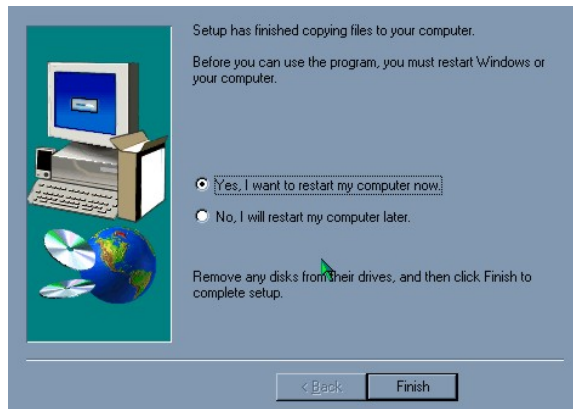 Setup has finished copying files to your computer.
Before you can use the program, you must restart Windows or
your computer.
Yes, I want to restart my computer now.
No, I will restart my computer later.
Remove any disks from their drives, and then click Finish to
complete setup.
< Back
Finish